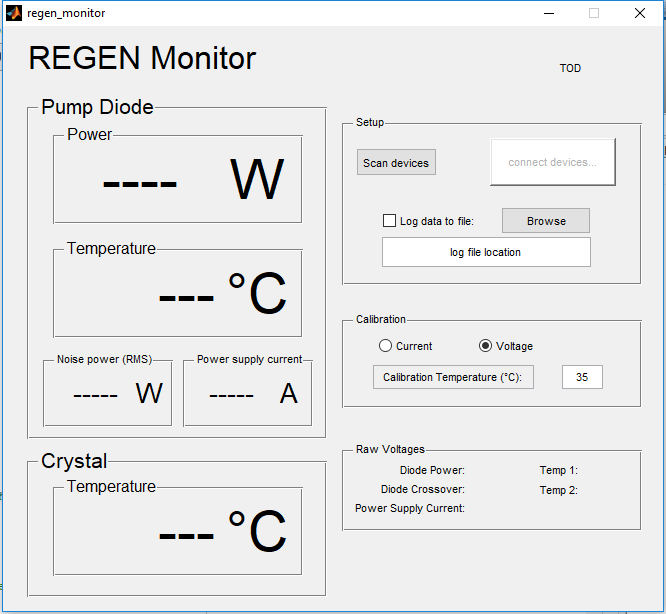 regen_monitor
REGEN Monitor
TOD
Pump Diode
Power
---- W
Temperature
--- °C
Noise power (RMS)
----- W
Power supply current
----- A
Crystal
Temperature
--- °C
Setup
Scan devices
connect devices...
Log data to file:
Browse
log file location
Calibration
Current
Voltage
Calibration Temperature (°C):
35
Raw Voltages
Diode Power:
Temp 1:
Diode Crossover:
Temp 2:
Power Supply Current: